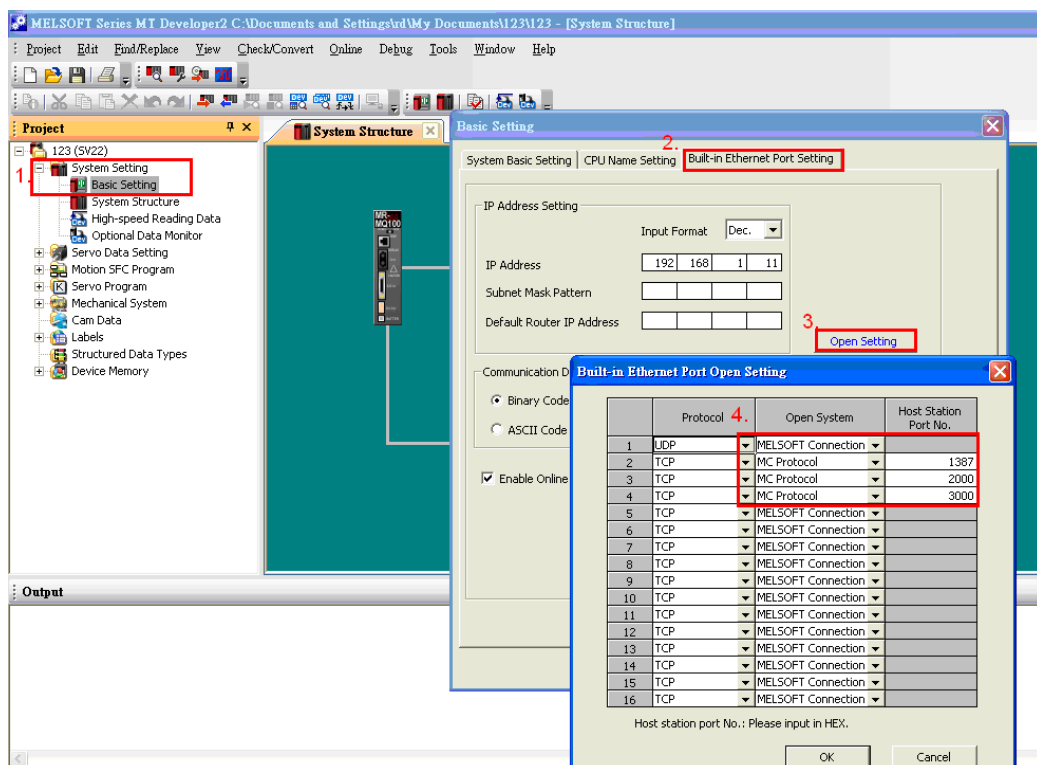 MELSOFT Series MT Developer2 C:\Documents and Settings\rd\My Documents\123\123 - [System Structure]
Project Edit Find/Replace View Check/Convert Online Debug Tools Window Help
Project
System Structure
123 (SV22)
1.
System Setting
Basic Setting
System Structure
High-speed Reading Data
Optional Data Monitor
Servo Data Setting
Motion SFC Program
Servo Program
Mechanical System
Cam Data
Labels
Structured Data Types
Device Memory
MR-
MQ100
Basic Setting
2.
System Basic Setting CPU Name Setting Built-in Ethernet Port Setting
IP Address Setting
Input Format Dec.
IP Address 192 168 1 11
Subnet Mask Pattern
Default Router IP Address
3.
Open Setting
Communication D
Binary Code
ASCII Code
Enable Online
Built-in Ethernet Port Open Setting
4.
Protocol Open System Host Station Port No.
1 UDP MELSOFT Connection
2 TCP MC Protocol 1387
3 TCP MC Protocol 2000
4 TCP MC Protocol 3000
5 TCP MELSOFT Connection
6 TCP MELSOFT Connection
7 TCP MELSOFT Connection
8 TCP MELSOFT Connection
9 TCP MELSOFT Connection
10 TCP MELSOFT Connection
11 TCP MELSOFT Connection
12 TCP MELSOFT Connection
13 TCP MELSOFT Connection
14 TCP MELSOFT Connection
15 TCP MELSOFT Connection
16 TCP MELSOFT Connection
Host station port No.: Please input in HEX.
OK Cancel
Output